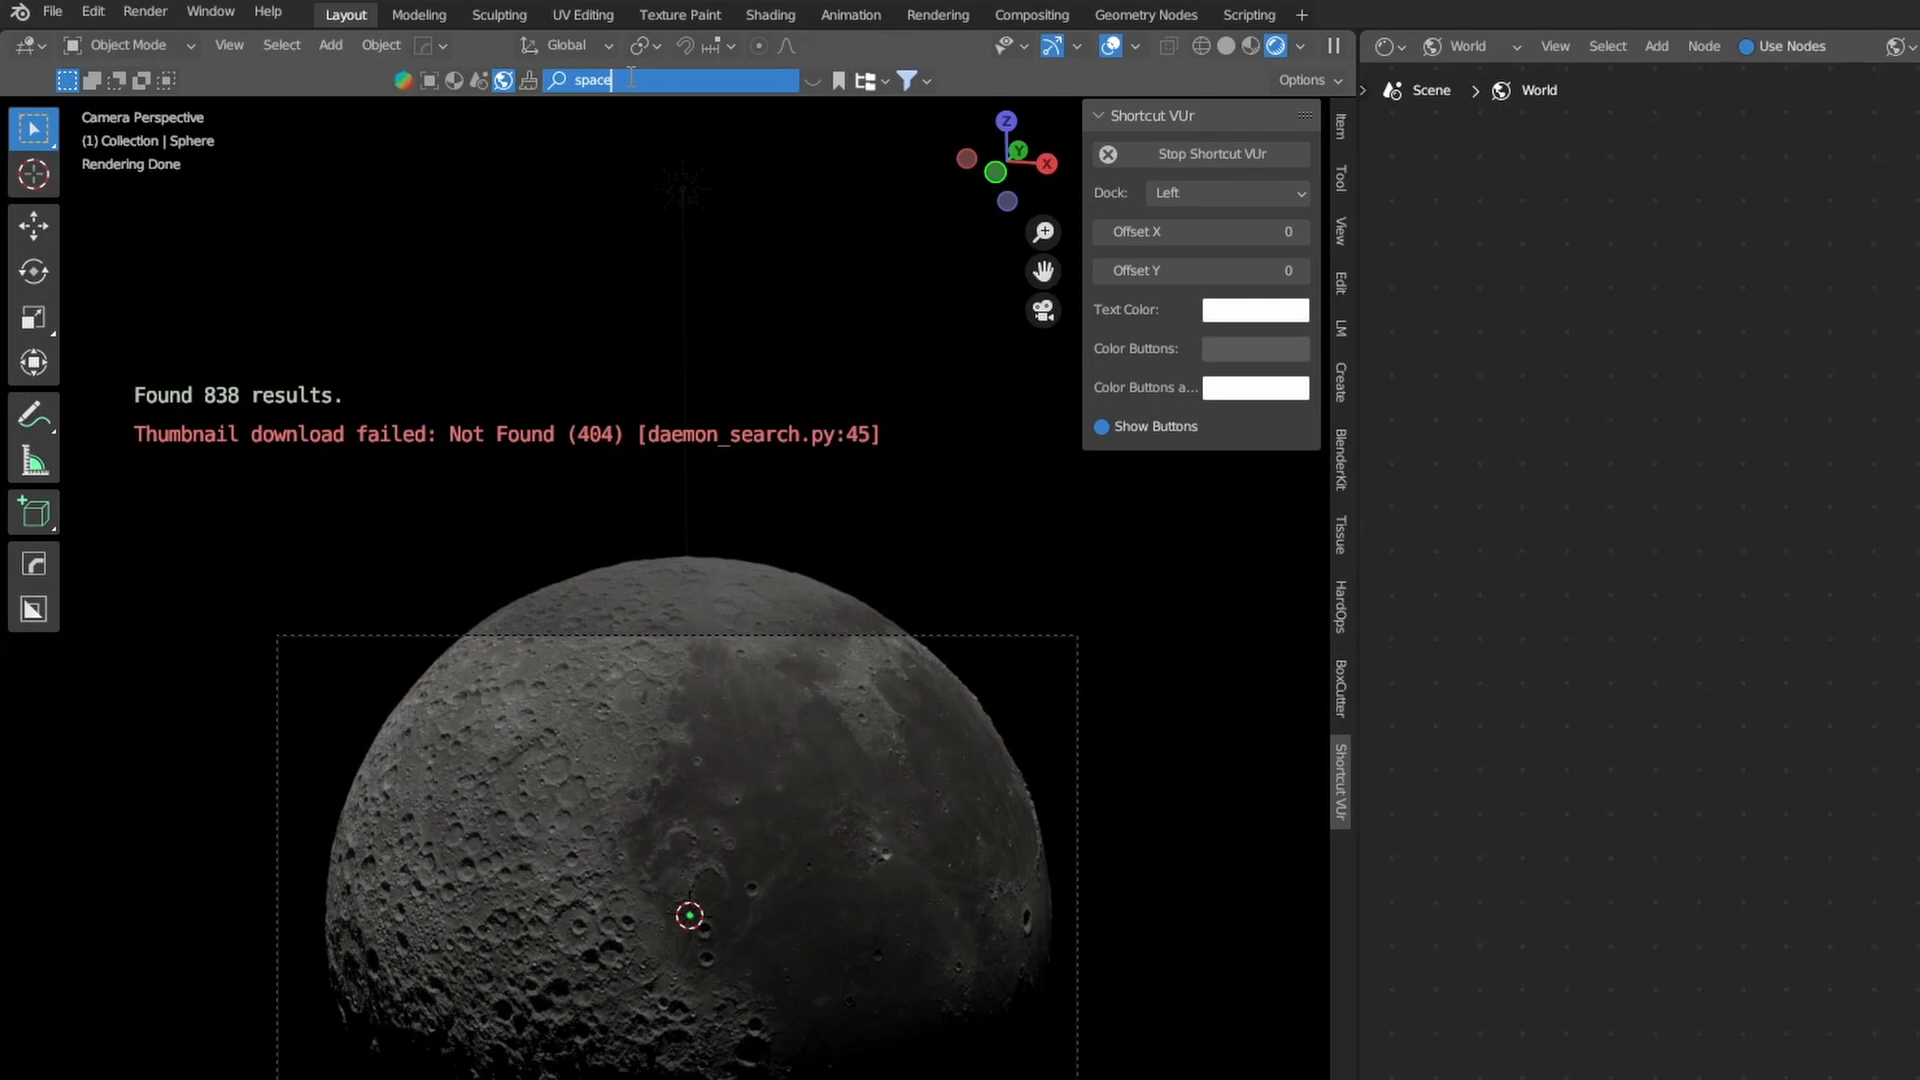 File Edit Render Window Help Layout Modeling Sculpting UV Editing Texture Paint Shading Animation Rendering Compositing Geometry Nodes Scripting +
Object Mode View Select Add Object Global World View Select Add Node Use Nodes
space Options
Scene > World
Camera Perspective
(1) Collection | Sphere
Rendering Done
Z
Y
X
Shortcut VUr
Stop Shortcut VUr
Dock: Left
Offset X 0
Offset Y 0
Text Color:
Color Buttons:
Color Buttons a...
Show Buttons
Item
Tool
View
Edit
LM
Create
BlenderKit
Tissue
HardOps
BoxCutter
Shortcut VUr
Found 838 results.
Thumbnail download failed: Not Found (404) [daemon_search.py:45]